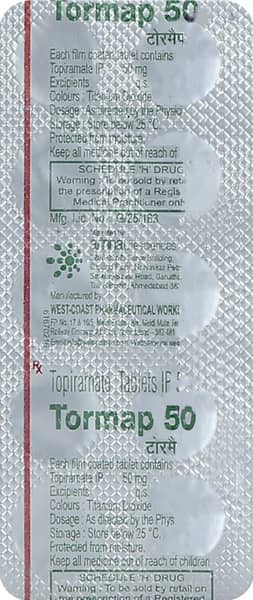 Tormap 50
टोरमैप
Each film coated tablet contains
Topiramate IP 50 mg
Excipients q.s.
Colours : Titanium Dioxide
Dosage : As directed by the Physici
Storage : Store below 25 °C.
Protected from moisture.
Keep all medicine out of reach of
SCHEDULE 'H' DRUG
Warning : To be sold by retai
the prescription of a Regis
Medical Practitioner only
Mfg. Lic. No. : G/25/163
Manufactured by
WEST-COAST PHARMACEUTICAL WORKS
Rx
Topiramate Tablets IP 5
Tormap 50
टोरमै
Each film coated tablet contains
Topiramate IP 50 mg
Excipients q.s.
Colours : Titanium Dioxide
Dosage : As directed by the Phys
Storage : Store below 25 °C.
Protected from moisture.
Keep all medicine out of reach of children
SCHEDULE 'H' DRUG
Warning : To be sold by retail on
the prescription of a Registered